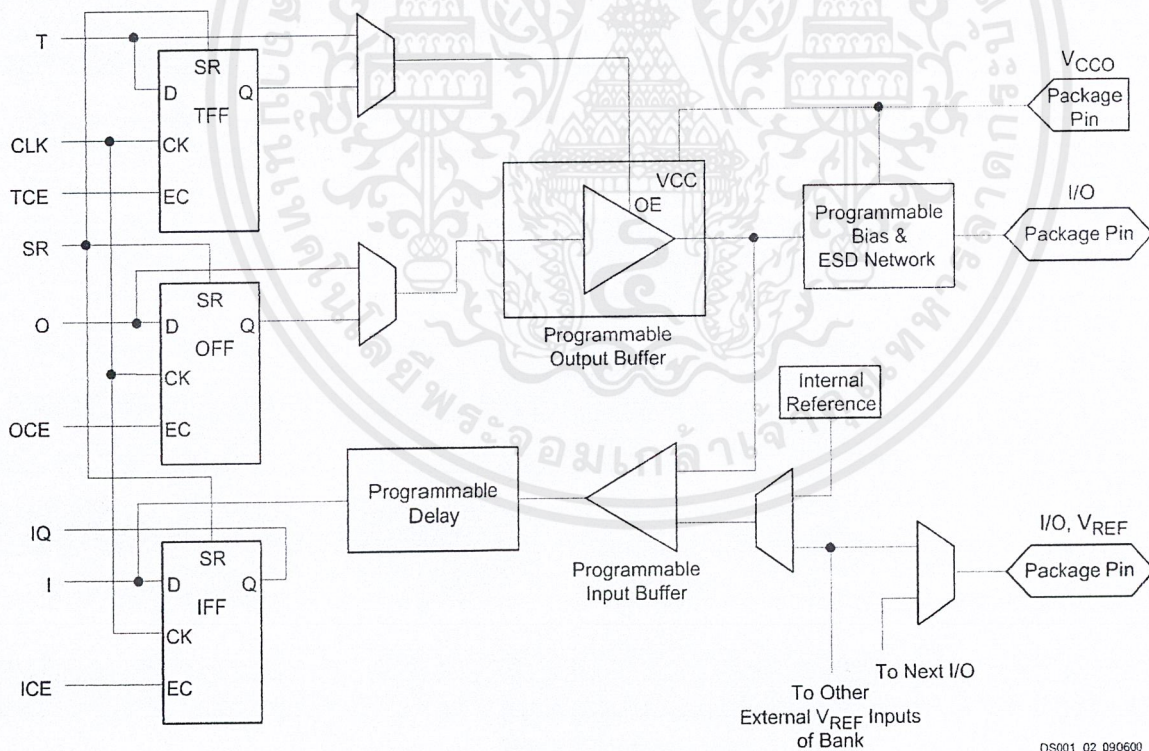 T
SR
D
Q
TFF
CLK
CK
TCE
EC
SR
SR
O
D
Q
OFF
CK
OCE
EC
IQ
SR
I
D
Q
IFF
CK
ICE
EC
VCC
OE
Programmable
Output Buffer
VCCO
Package
Pin
Programmable
Bias &
ESD Network
I/O
Package Pin
Internal
Reference
Programmable
Delay
Programmable
Input Buffer
I/O, VREF
Package Pin
To Next I/O
To Other
External VREF Inputs
of Bank
DS001_02_090600